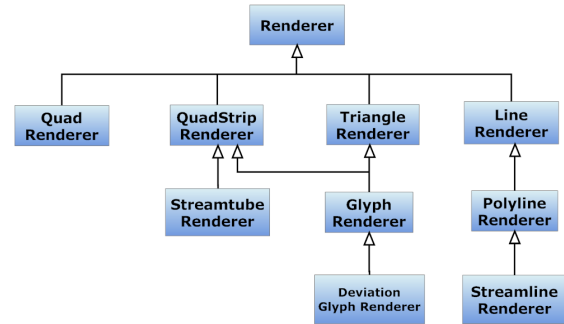 Renderer
Quad
Renderer
QuadStrip
Renderer
Triangle
Renderer
Line
Renderer
Streamtube
Renderer
Glyph
Renderer
Polyline
Renderer
Deviation
Glyph Renderer
Streamline
Renderer